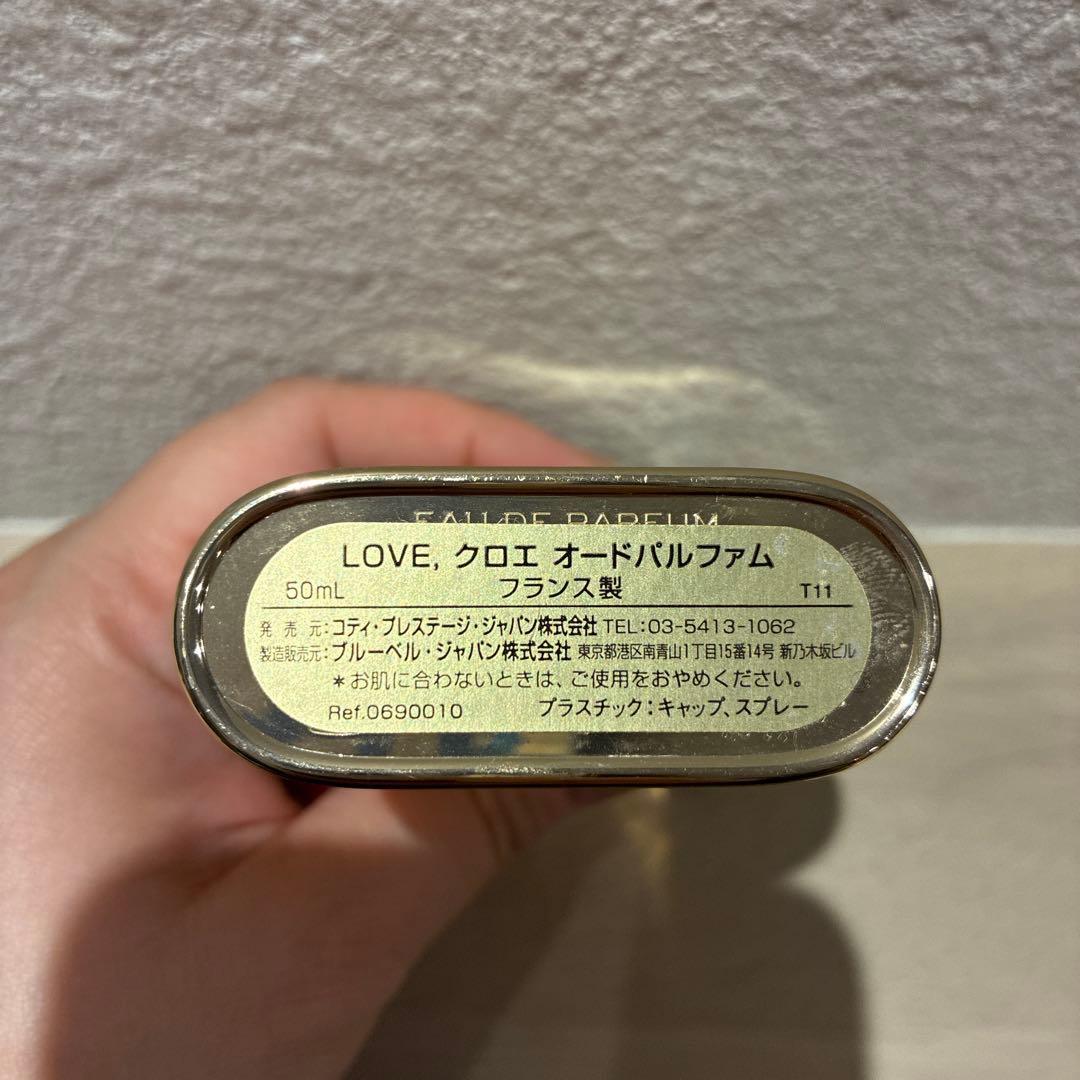 EAU DE PARFUM
LOVE, クロエ オードパルファム
50mL フランス製 T11
発売元:コティ・プレステージ・ジャパン株式会社 TEL:03-5413-1062
製造販売元:ブルーベル・ジャパン株式会社 東京都港区南青山1丁目15番14号 新乃木坂ビル
*お肌に合わないときは、ご使用をおやめください。
Ref.0690010 プラスチック:キャップ、スプレー